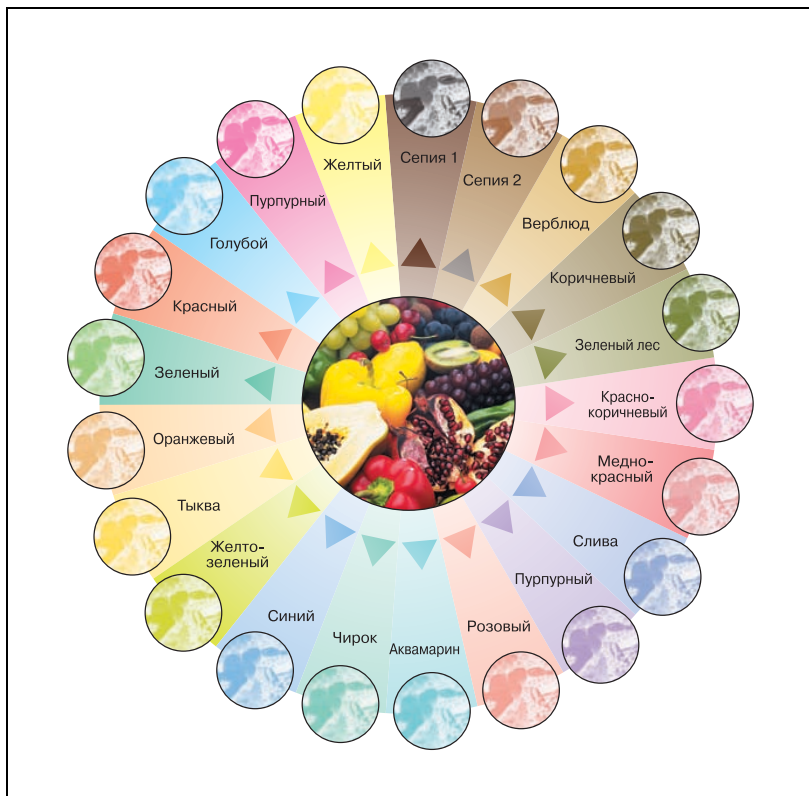 Сепия 1
Сепия 2
Верблюд
Коричневый
Зеленый лес
Красно-
коричневый
Медно-
красный
Слива
Пурпурный
Розовый
Аквамарин
Чирок
Синий
Желто-
зеленый
Тыква
Оранжевый
Зеленый
Красный
Голубой
Пурпурный
Желтый